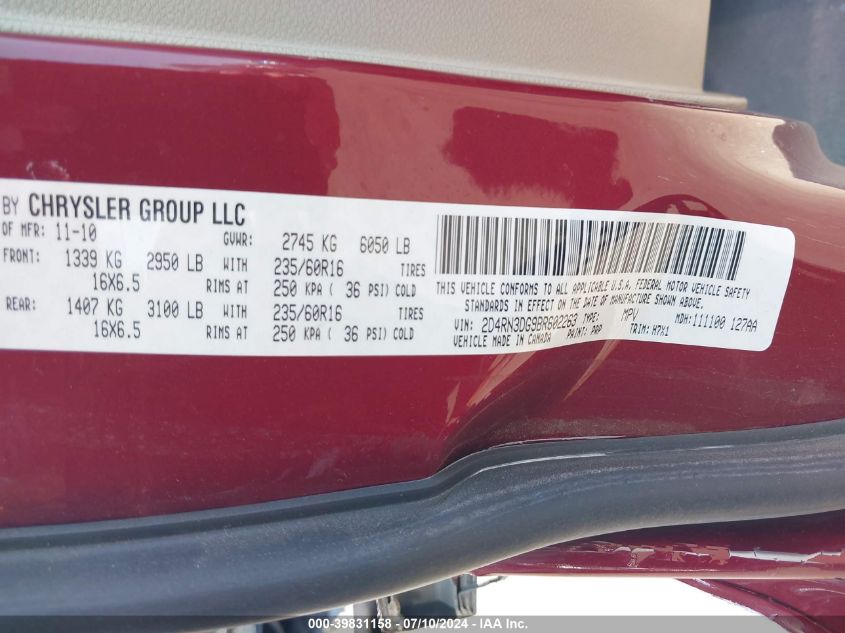 BY CHRYSLER GROUP LLC
OF MFR: 11-10 GVWR: 2745 KG 6050 LB
FRONT: 1339 KG 2950 LB WITH 235/60R16 TIRES
16X6.5 RIMS AT 250 KPA ( 36 PSI) COLD
REAR: 1407 KG 3100 LB WITH 235/60R16 TIRES
16X6.5 RIMS AT 250 KPA ( 36 PSI) COLD
THIS VEHICLE CONFORMS TO ALL APPLICABLE U.S.A. FEDERAL MOTOR VEHICLE SAFETY
STANDARDS IN EFFECT ON THE DATE OF MANUFACTURE SHOWN ABOVE.
VIN: 2D4RN3DG9BR602263 TYPE: MPV MDH: 111100 127AA
VEHICLE MADE IN CANADA PAINT: PRP TRIM: H7X1
000-39831158 - 07/10/2024 - IAA Inc.